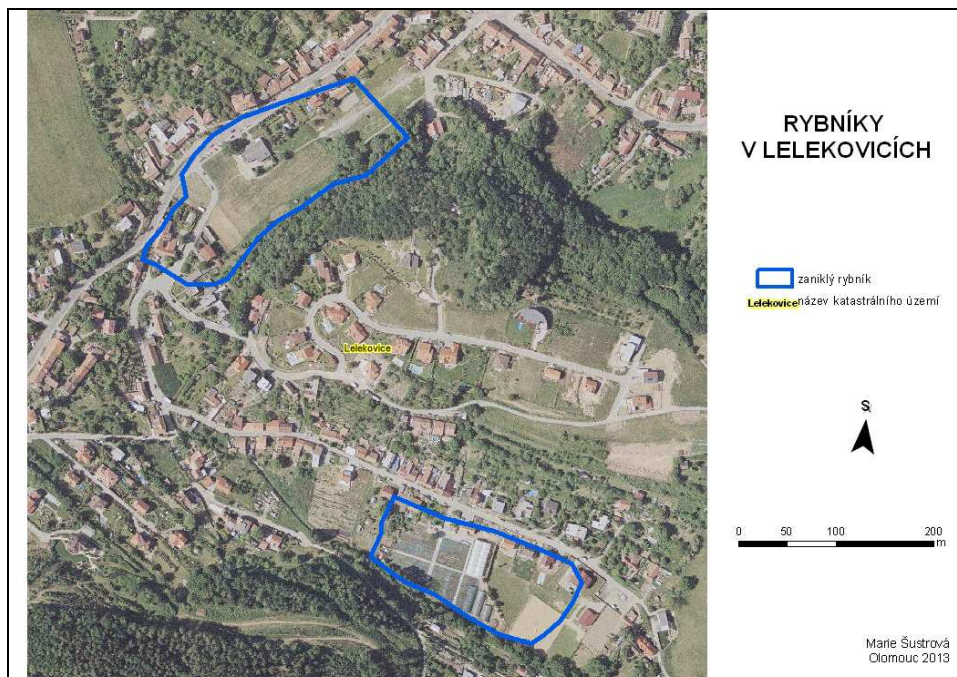 RYBNÍKY
V LELEKOVICÍCH
zaniklý rybník
Lelekovice název katastrálního území
Lelekovice
S
0 50 100 200
m
Marie Šustrová
Olomouc 2013